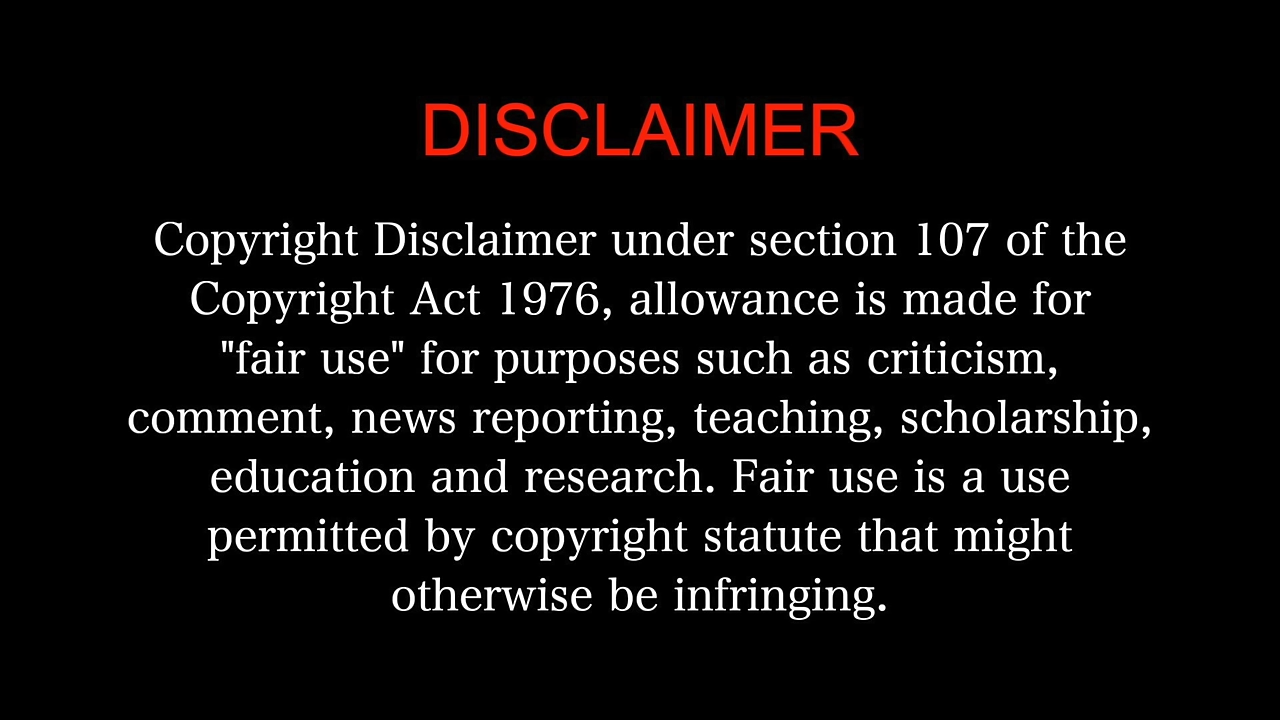 DISCLAIMER
Copyright Disclaimer under section 107 of the
Copyright Act 1976, allowance is made for
"fair use" for purposes such as criticism,
comment, news reporting, teaching, scholarship,
education and research. Fair use is a use
permitted by copyright statute that might
otherwise be infringing.